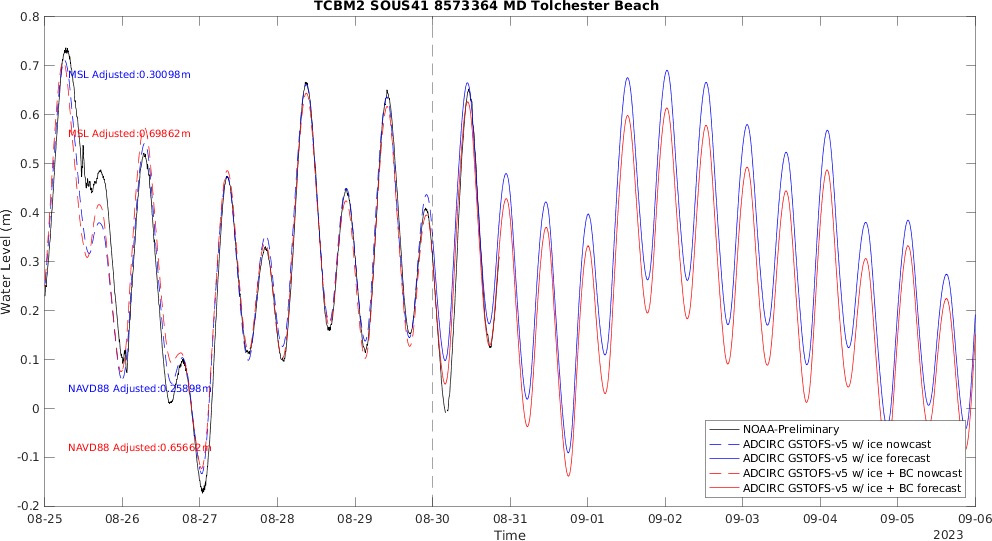 TCBM2 SOUS41 8573364 MD Tolchester Beach
Water Level (m)
0.8
0.7
0.6
0.5
0.4
0.3
0.2
0.1
0
-0.1
-0.2
MSL Adjusted:0.30098m
MSL Adjusted:0.69862m
NAVD88 Adjusted:0.25898m
NAVD88 Adjusted:0.65662m
NOAA-Preliminary
ADCIRC GSTOFS-v5 w/ ice nowcast
ADCIRC GSTOFS-v5 w/ ice forecast
ADCIRC GSTOFS-v5 w/ ice + BC nowcast
ADCIRC GSTOFS-v5 w/ ice + BC forecast
08-25 08-26 08-27 08-28 08-29 08-30 08-31 09-01 09-02 09-03 09-04 09-05 09-06
Time
2023